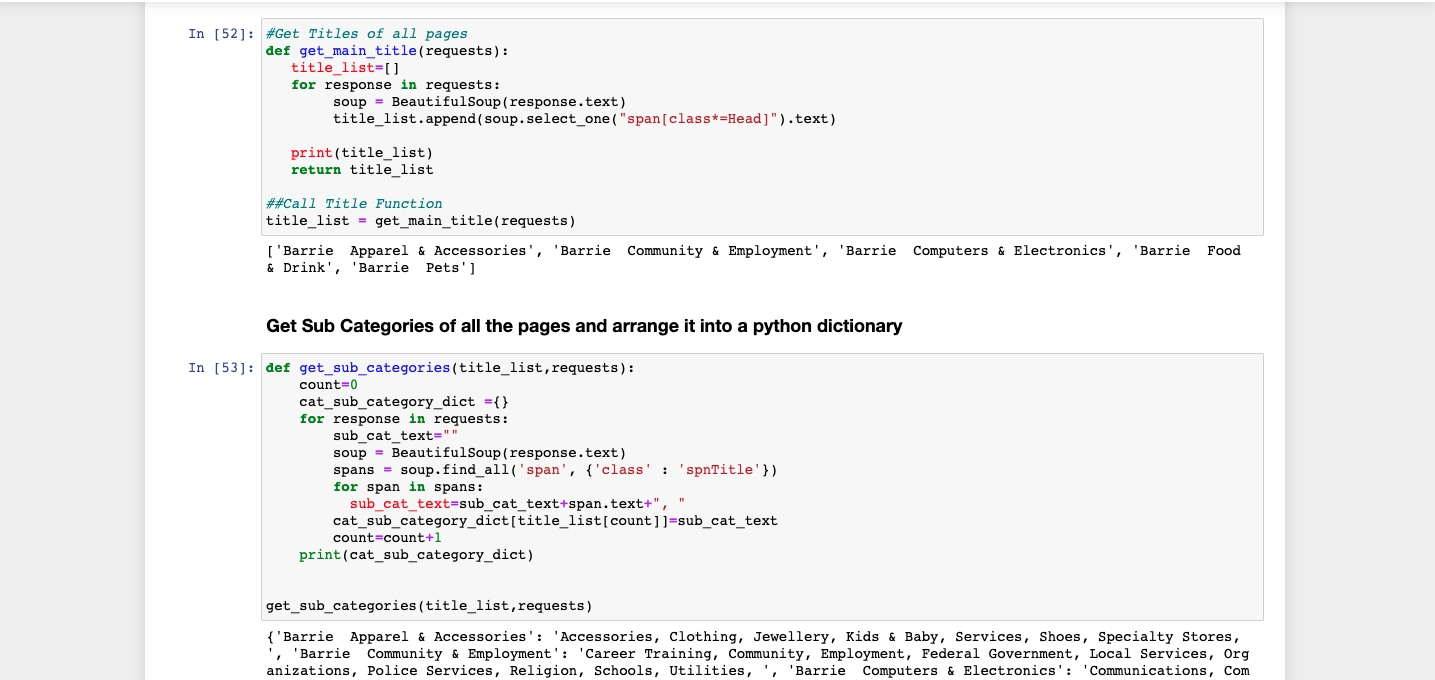 In [52]: #Get Titles of all pages
def get_main_title(requests):
   title_list=[]
   for response in requests:
        soup = BeautifulSoup(response.text)
        title_list.append(soup.select_one("span[class*=Head]").text)

   print(title_list)
   return title_list

##Call Title Function
title_list = get_main_title(requests)
['Barrie  Apparel & Accessories', 'Barrie  Community & Employment', 'Barrie  Computers & Electronics', 'Barrie  Food
& Drink', 'Barrie  Pets']
Get Sub Categories of all the pages and arrange it into a python dictionary
In [53]: def get_sub_categories(title_list,requests):
    count=0
    cat_sub_category_dict ={}
    for response in requests:
        sub_cat_text=""
        soup = BeautifulSoup(response.text)
        spans = soup.find_all('span', {'class' : 'spnTitle'})
        for span in spans:
          sub_cat_text=sub_cat_text+span.text+", "
        cat_sub_category_dict[title_list[count]]=sub_cat_text
        count=count+1
    print(cat_sub_category_dict)


get_sub_categories(title_list,requests)
{'Barrie  Apparel & Accessories': 'Accessories, Clothing, Jewellery, Kids & Baby, Services, Shoes, Specialty Stores,
', 'Barrie  Community & Employment': 'Career Training, Community, Employment, Federal Government, Local Services, Org
anizations, Police Services, Religion, Schools, Utilities, ', 'Barrie  Computers & Electronics': 'Communications, Com